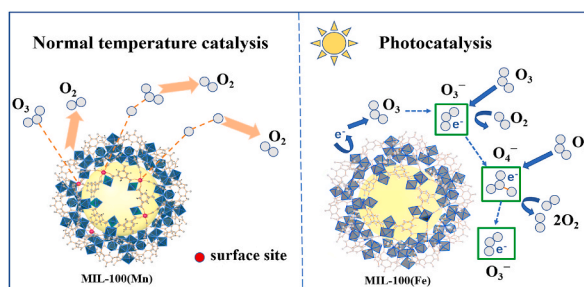 Normal temperature catalysis
O₂
O₃
O₂
O₂
surface site
MIL-100(Mn)
Photocatalysis
O₃⁻
O₃
O₃
e⁻
e⁻
O₂
O₄⁻
O
e⁻
2O₂
e⁻
O₃⁻
MIL-100(Fe)